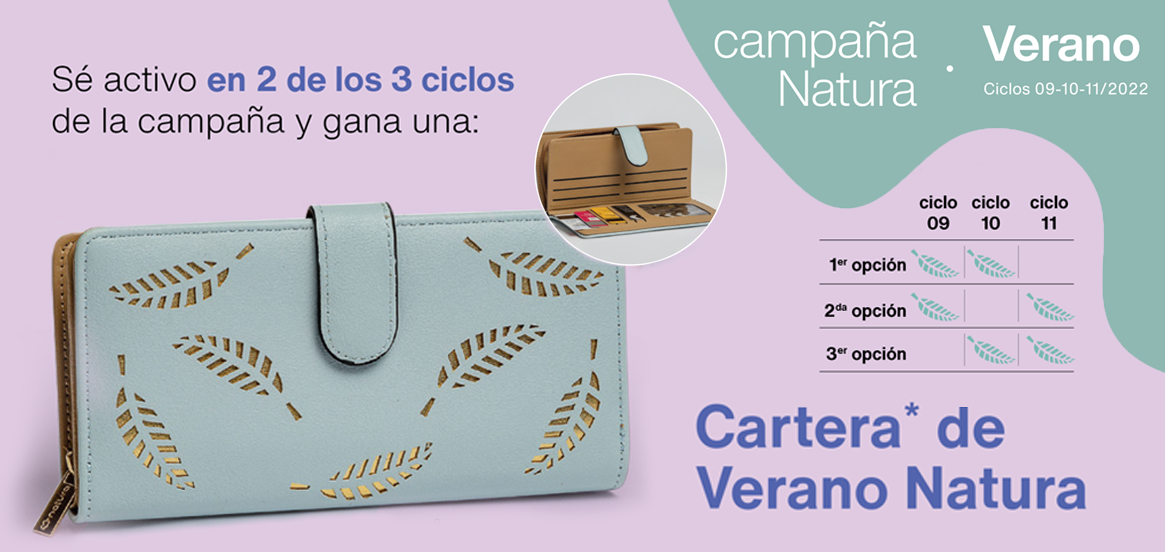 Sé activo en 2 de los 3 ciclos
de la campaña y gana una:
campaña
Natura
· Verano
Ciclos 09-10-11/2022
ciclo ciclo ciclo
09 10 11
1er opción
2da opción
3er opción
Cartera* de
Verano Natura
natura